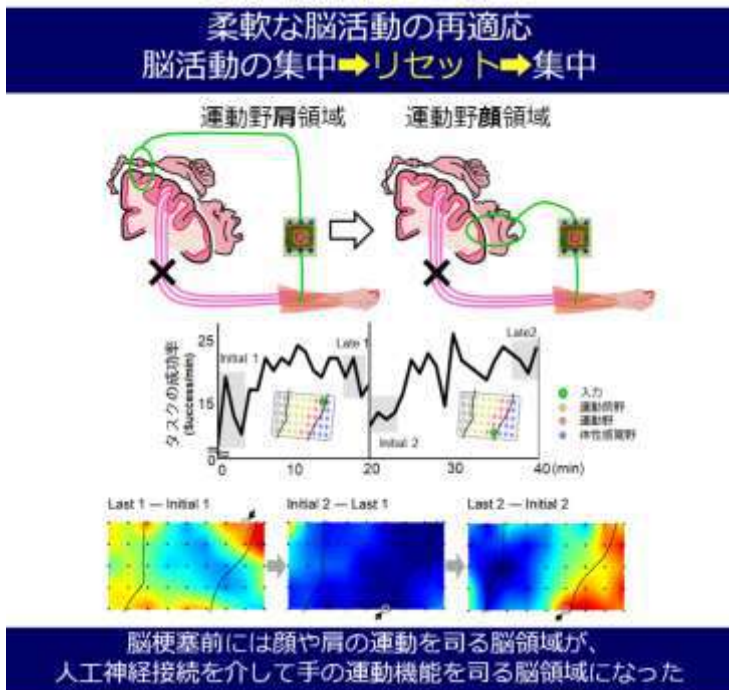 柔軟な脳活動の再適応
脳活動の集中➡リセット➡集中
運動野肩領域
運動野顔領域
タスクの成功率
(Success/min)
25
15
0
Initial 1
Late 1
Initial 2
Late2
0
10
20
30
40 (min)
入力
運動前野
運動野
体性感覚野
Last 1 — Initial 1
Initial 2 — Last 1
Last 2 — Initial 2
脳梗塞前には顔や肩の運動を司る脳領域が、
人工神経接続を介して手の運動機能を司る脳領域になった